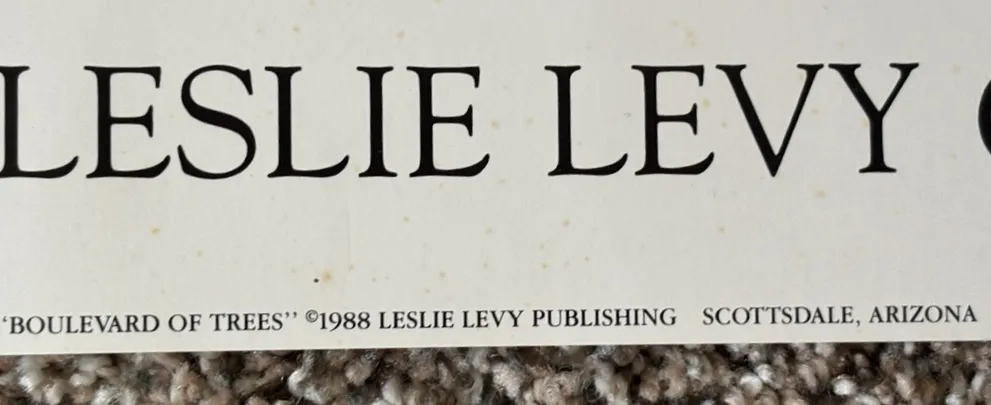 LESLIE LEVY
'BOULEVARD OF TREES'' ©1988 LESLIE LEVY PUBLISHING SCOTTSDALE, ARIZONA